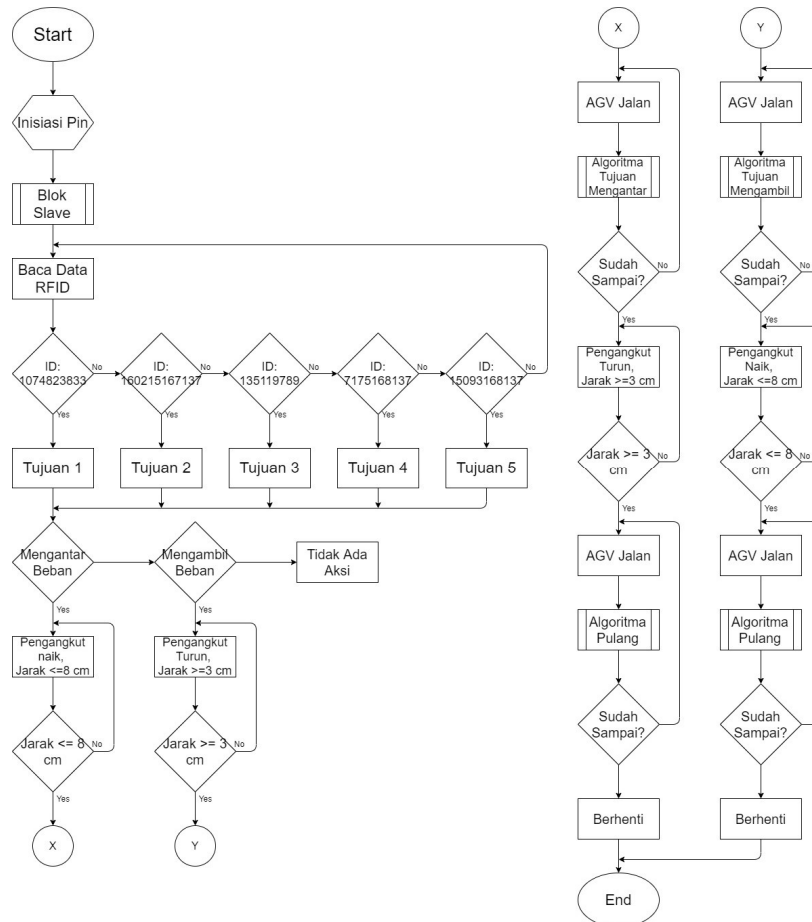 Start
Inisiasi Pin
Blok
Slave
Baca Data
RFID
ID:
1074823833
No
Yes
ID:
160215167137
No
Yes
ID:
135119789
No
Yes
ID:
7175168137
No
Yes
ID:
15093168137
No
Yes
Tujuan 1
Tujuan 2
Tujuan 3
Tujuan 4
Tujuan 5
Mengantar
Beban
Yes
Mengambil
Beban
Yes
Tidak Ada
Aksi
Pengangkut
naik,
Jarak <=8 cm
Jarak <= 8
cm
No
Yes
X
Pengangkut
Turun,
Jarak >=3 cm
Jarak >= 3
cm
No
Yes
Y
X
AGV Jalan
Algoritma
Tujuan
Mengantar
Sudah
Sampai?
No
Yes
Pengangkut
Turun,
Jarak >=3 cm
Jarak >= 3
cm
No
Yes
AGV Jalan
Algoritma
Pulang
Sudah
Sampai?
No
Berhenti
End
Y
AGV Jalan
Algoritma
Tujuan
Mengambil
Sudah
Sampai?
No
Yes
Pengangkut
Naik,
Jarak <=8 cm
Jarak <= 8
cm
No
Yes
AGV Jalan
Algoritma
Pulang
Sudah
Sampai?
No
Berhenti